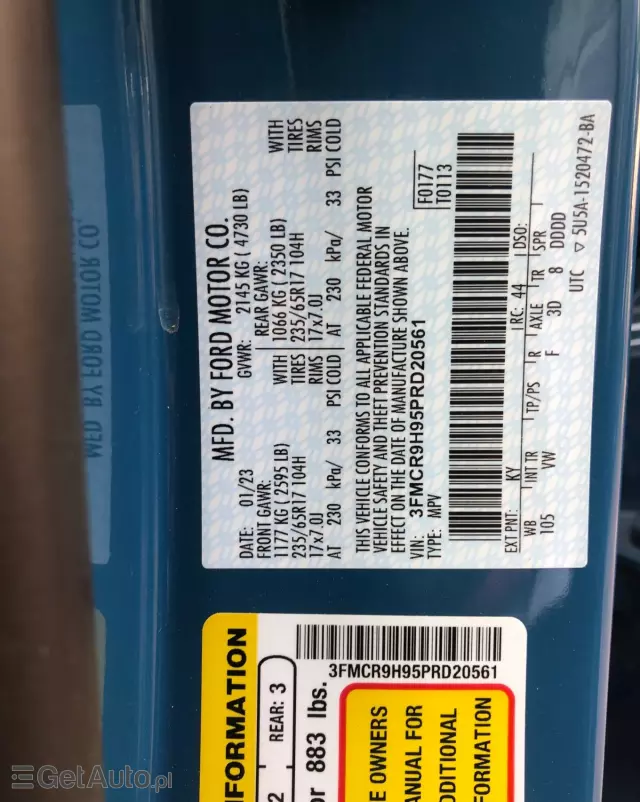 MFD. BY FORD MOTOR CO.
DATE: 01/23 GVWR: 2145 KG ( 4730 LB)
FRONT GAWR: REAR GAWR:
1177 KG ( 2595 LB) WITH 1066 KG ( 2350 LB) WITH
235/65R17 104H TIRES 235/65R17 104H TIRES
17x7.0J RIMS 17x7.0J RIMS
AT 230 kPa/ 33 PSI COLD AT 230 kPa/ 33 PSI COLD
THIS VEHICLE CONFORMS TO ALL APPLICABLE FEDERAL MOTOR
VEHICLE SAFETY AND THEFT PREVENTION STANDARDS IN
EFFECT ON THE DATE OF MANUFACTURE SHOWN ABOVE.
VIN: 3FMCR9H95PRD20561 F0177
TYPE: MPV T0113
EXT PNT: KY RC: 44 DSO:
WB INT TR TP/PS R AXLE TR SPR
105 VW F 3D 8 DDDD
UTC ▽ 5U5A-1520472-BA
MFD. BY FORD MOTOR CO.
FORMATION
2 REAR: 3
or 883 lbs.
3FMCR9H95PRD20561
E OWNERS
MANUAL FOR
DDITIONAL
FORMATION
GetAuto.pl